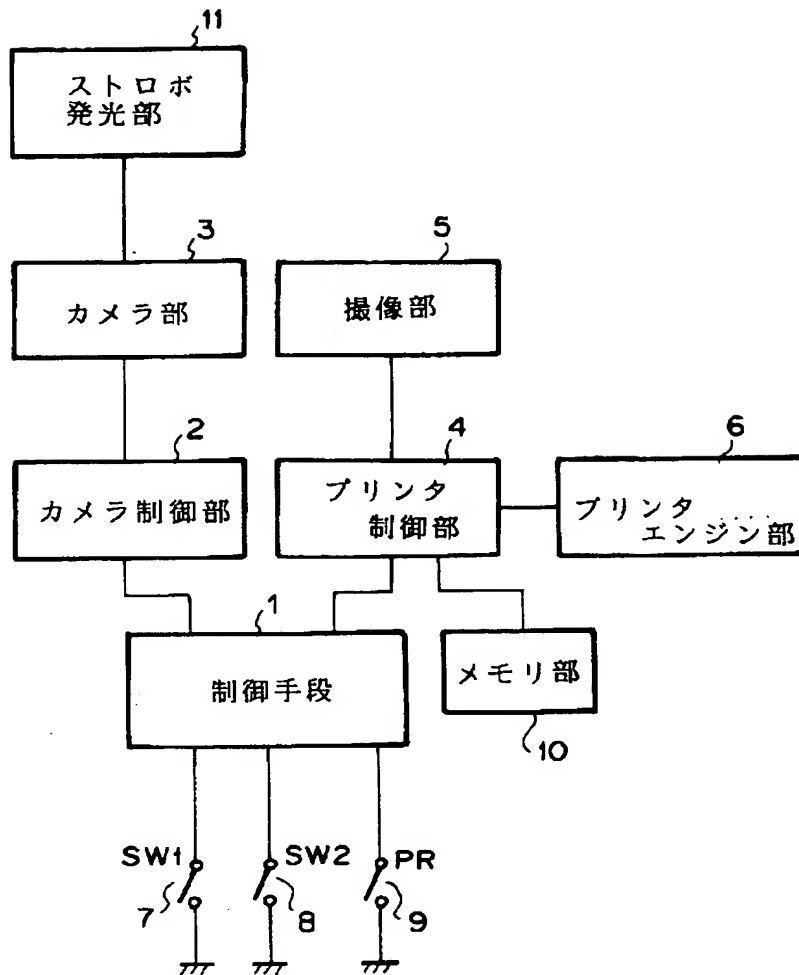 11
ストロボ
発光部
3
カメラ部
5
撮像部
2
カメラ制御部
4
プリンタ
制御部
6
プリンタ
エンジン部
1
制御手段
メモリ部
10
SW1
7
SW2
8
PR
9